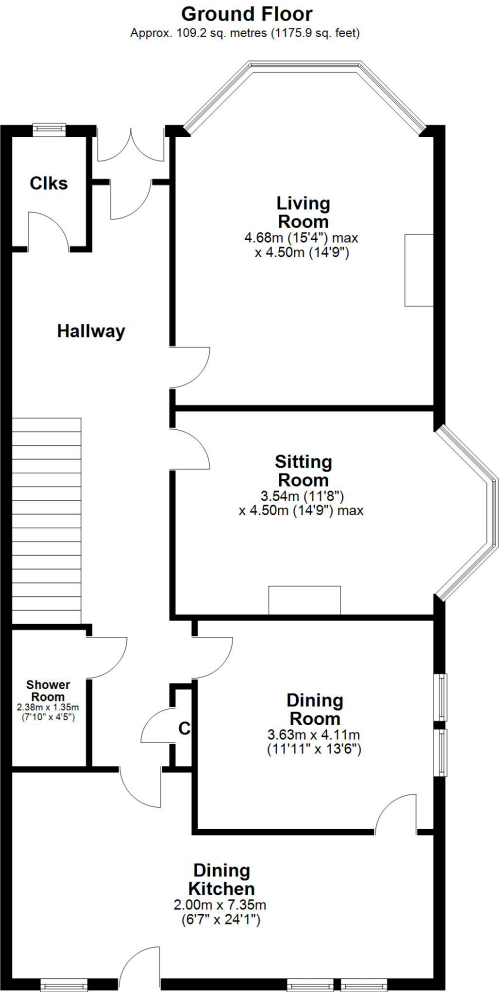 Ground Floor
Approx. 109.2 sq. metres (1175.9 sq. feet)
Clks
Living
Room
4.68m (15'4") max
x 4.50m (14'9")
Hallway
Sitting
Room
3.54m (11'8")
x 4.50m (14'9") max
Shower
Room
2.38m x 1.35m
(7'10" x 4'5")
C
Dining
Room
3.63m x 4.11m
(11'11" x 13'6")
Dining
Kitchen
2.00m x 7.35m
(6'7" x 24'1")